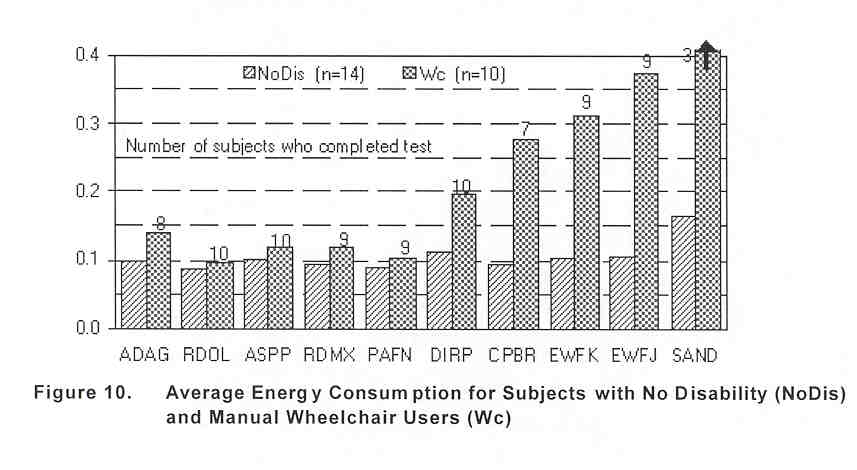 0.4
NoDis (n=14) Wc (n=10)
0.3
Number of subjects who completed test
0.2
0.1
0.0
8 10 10 9 9 10 7 9 9 3
ADAG RDOL ASPP RDMX PAFN DIRP CPBR EWFK EWFJ SAND
Figure 10. Average Energy Consumption for Subjects with No Disability (NoDis)
and Manual Wheelchair Users (Wc)